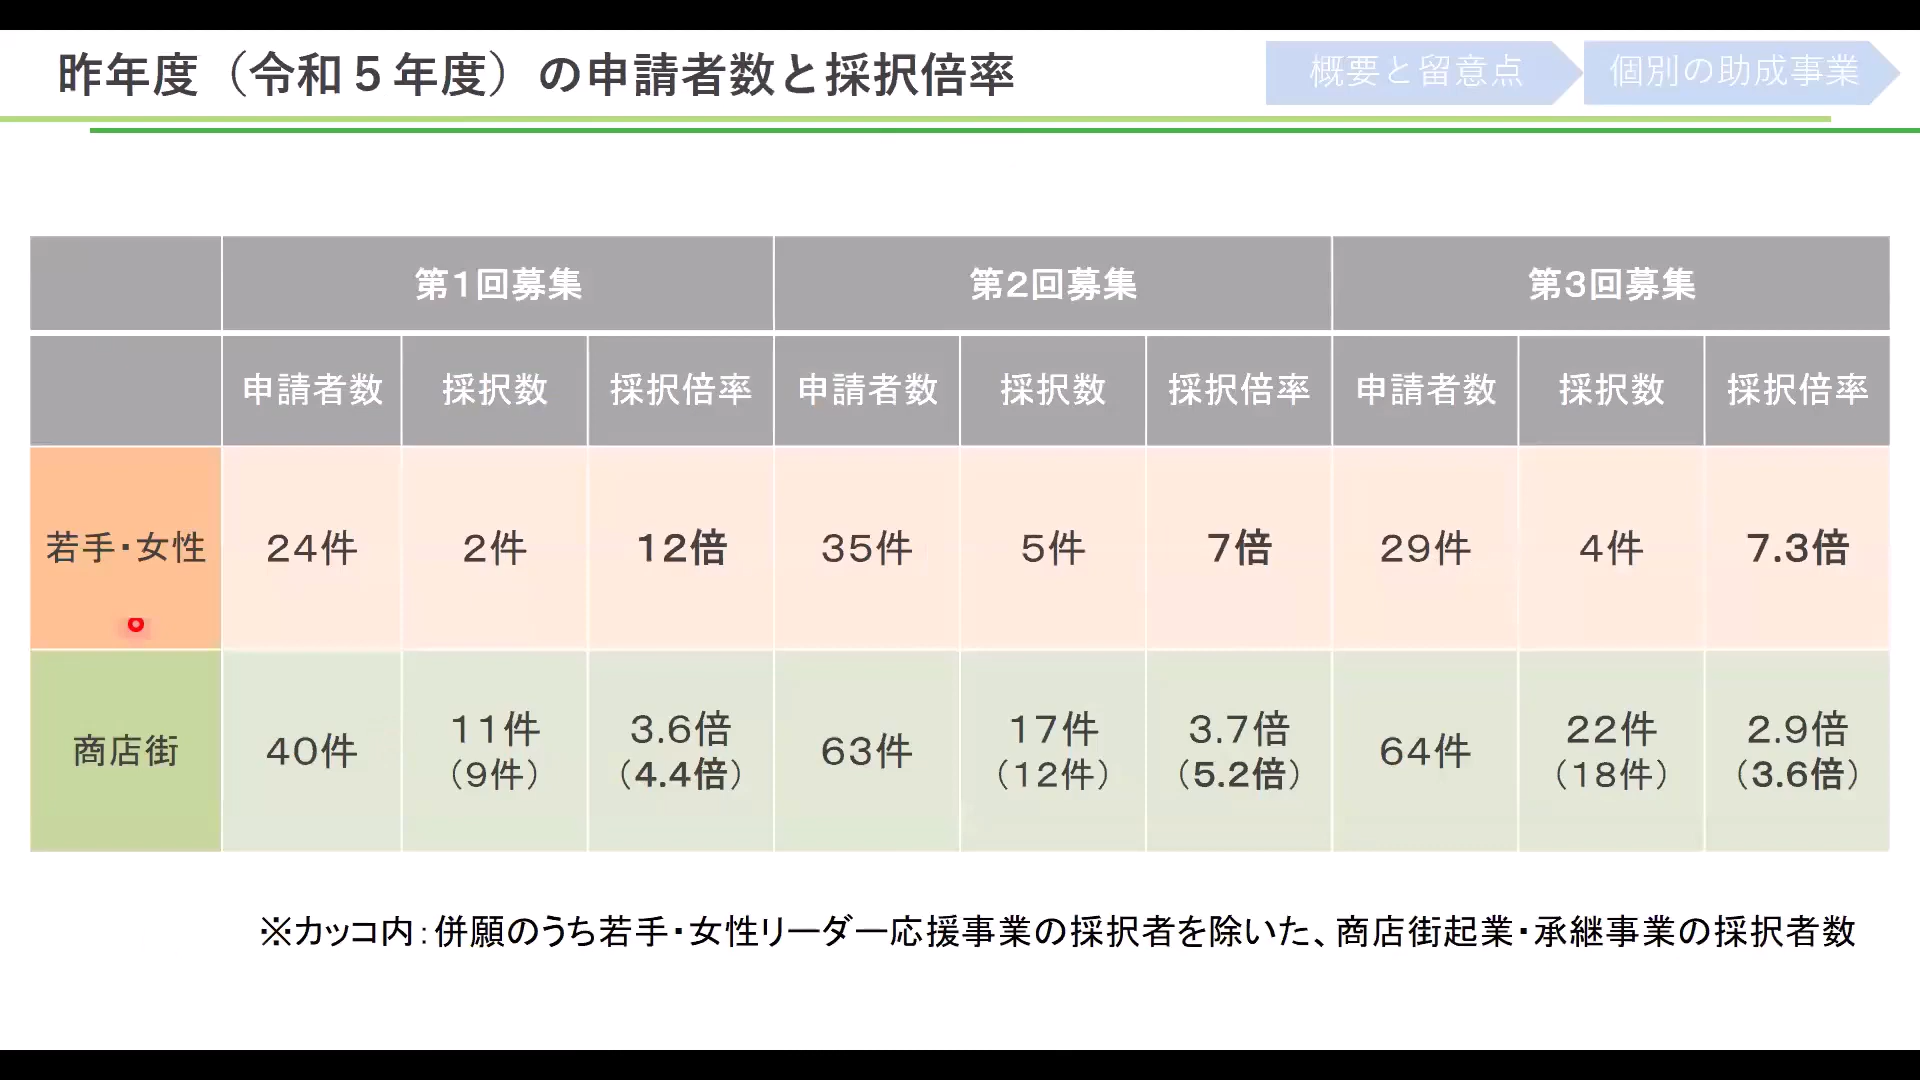 昨年度（令和５年度）の申請者数と採択倍率
概要と留意点
個別の助成事業
第1回募集
第2回募集
第3回募集
申請者数
採択数
採択倍率
申請者数
採択数
採択倍率
申請者数
採択数
採択倍率
若手・女性
24件
2件
12倍
35件
5件
7倍
29件
4件
7.3倍
商店街
40件
11件
（9件）
3.6倍
（4.4倍）
63件
17件
（12件）
3.7倍
（5.2倍）
64件
22件
（18件）
2.9倍
（3.6倍）
※カッコ内：併願のうち若手・女性リーダー応援事業の採択者を除いた、商店街起業・承継事業の採択者数